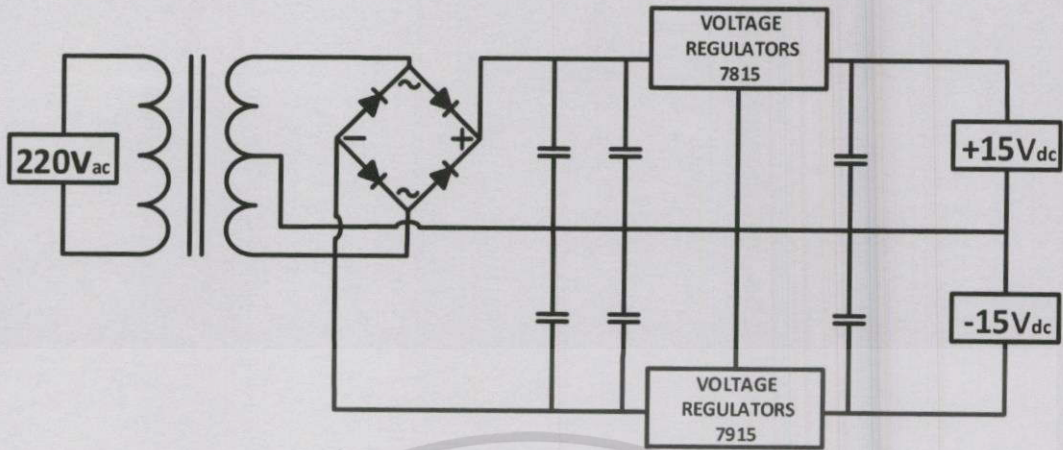 VOLTAGE
REGULATORS
7815
220Vac
~
− +
~
+15Vdc
-15Vdc
VOLTAGE
REGULATORS
7915